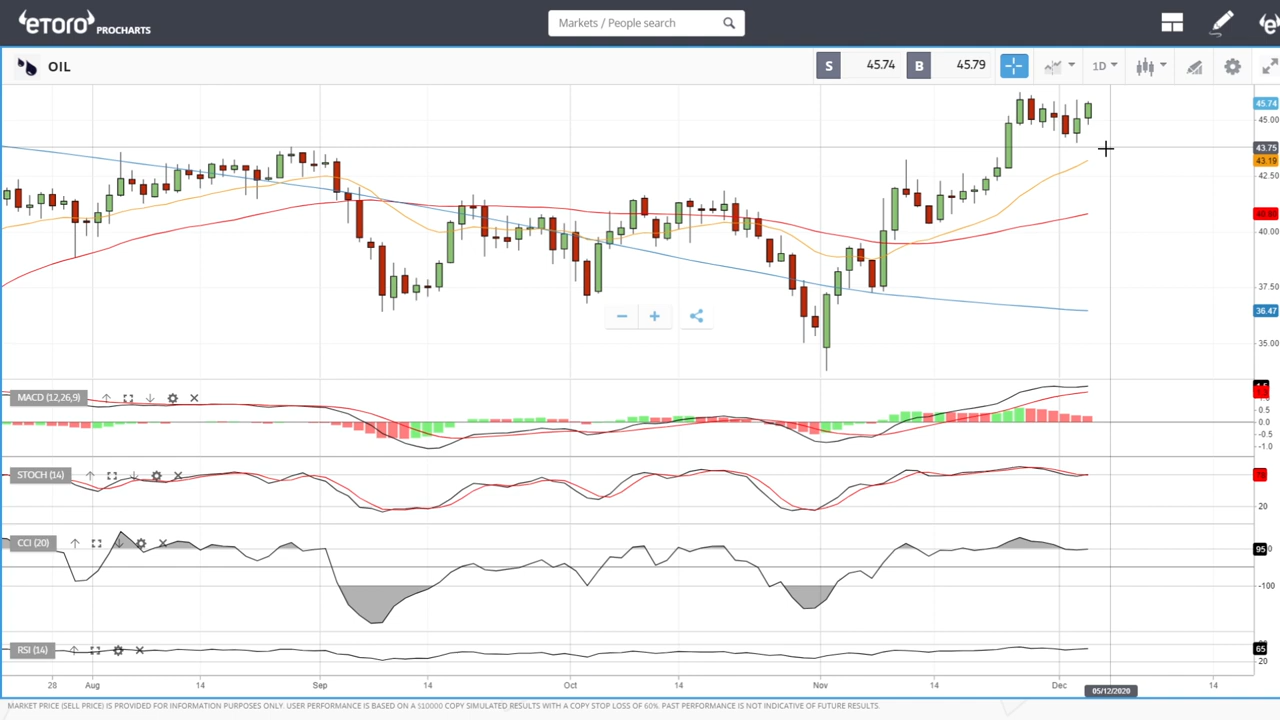 eToro PROCHARTS
Markets / People search
OIL
S 45.74 B 45.79
1D
45.74
45.00
43.75
43.19
42.50
40.00
37.50
36.47
35.00
MACD (12,26,9)
0.5
0.0
-0.5
-1.0
STOCH (14)
20
CCI (20)
95
-100
RSI (14)
65
20
28 Aug 14 Sep 14 Oct 14 Nov 14 Dec 14
05/12/2020
MARKET PRICE (SELL PRICE) IS PROVIDED FOR INFORMATION PURPOSES ONLY. USER PERFORMANCE IS BASED ON A $10000 COPY SIMULATED RESULTS WITH A COPY STOP LOSS OF 60%. PAST PERFORMANCE IS NOT INDICATIVE OF FUTURE RESULTS.